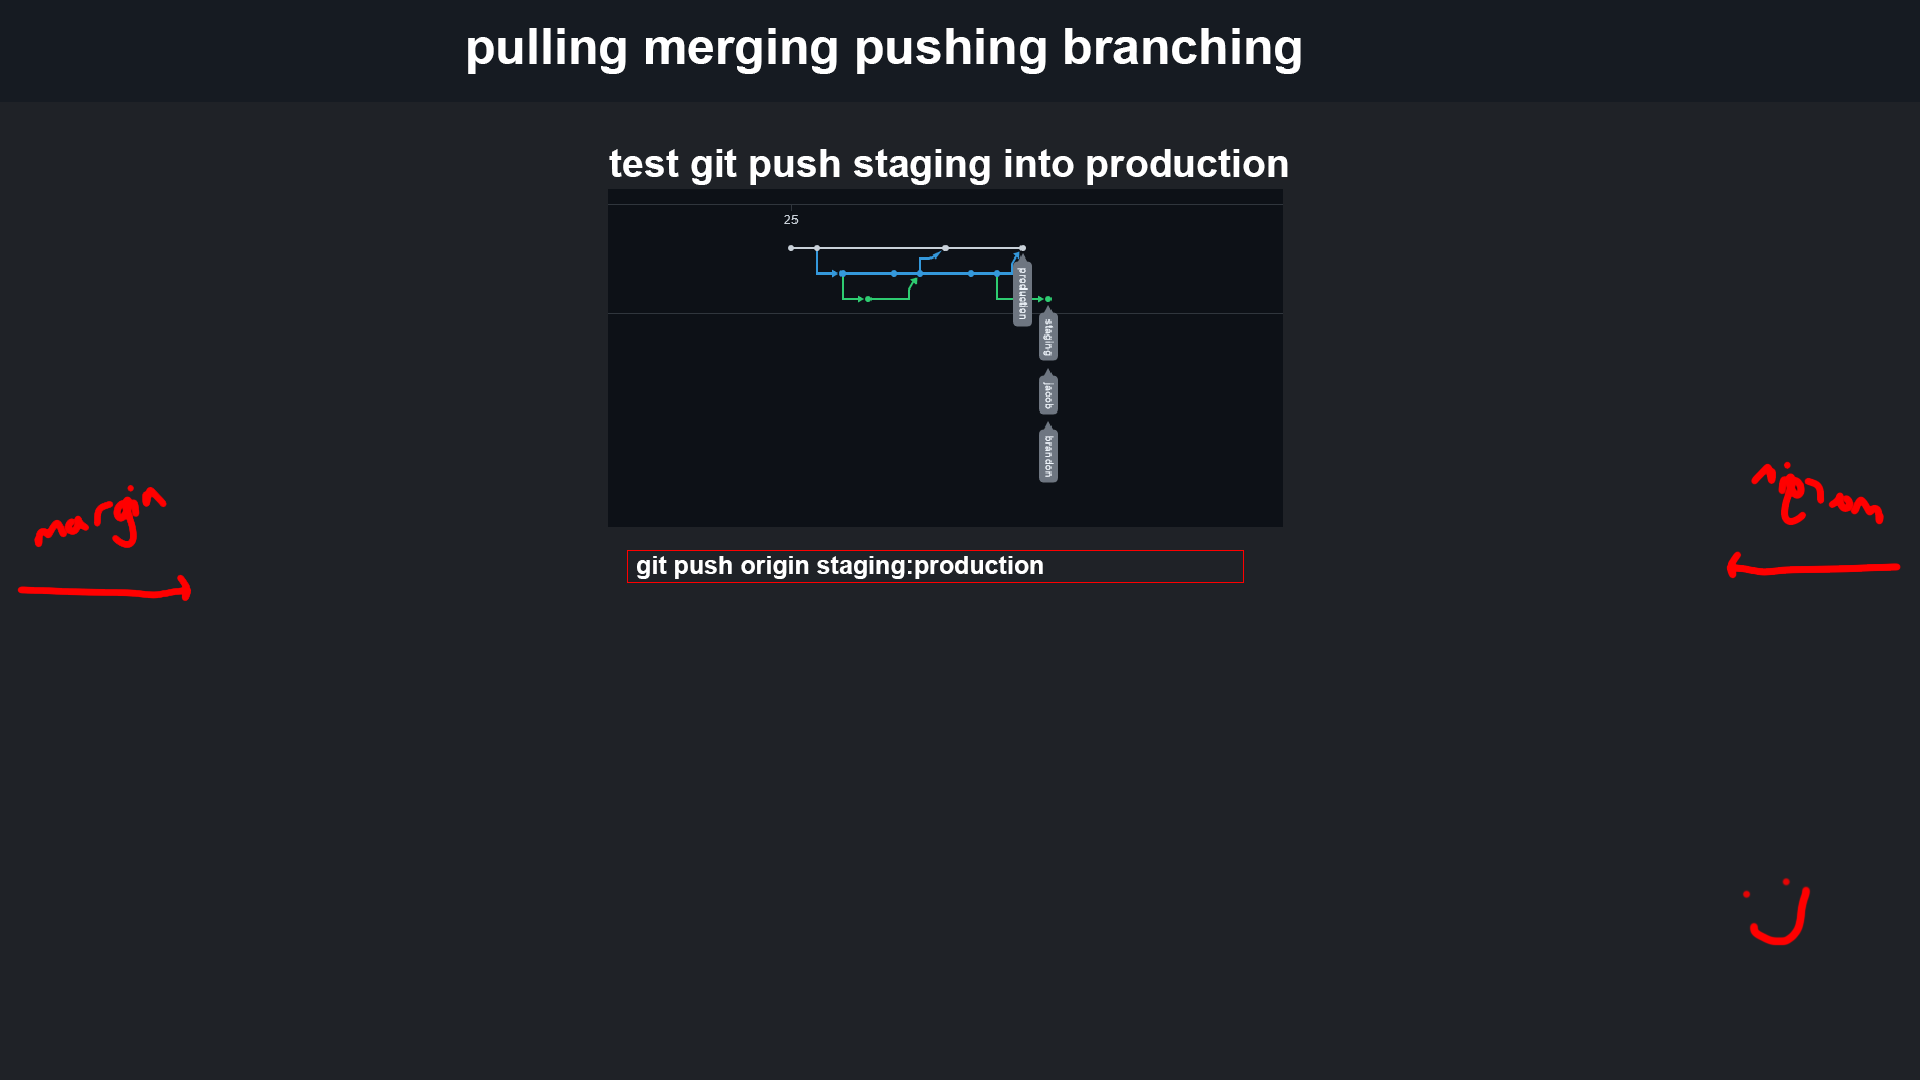 pulling merging pushing branching
test git push staging into production
25
production
staging
jacob
brandon
margin
margin
git push origin staging:production